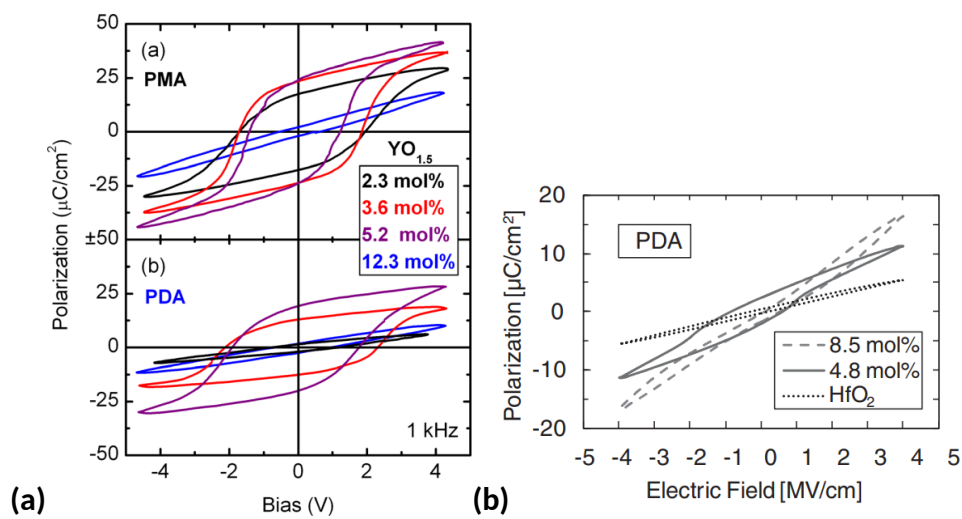 50
25
0
-25
±50
25
0
-25
-50
Polarization (μC/cm²)
(a)
PMA
YO1.5
2.3 mol%
3.6 mol%
5.2 mol%
12.3 mol%
(b)
PDA
1 kHz
-4 -2 0 2 4
Bias (V)
(a)
20
10
0
-10
-20
Polarization [μC/cm²]
PDA
8.5 mol%
4.8 mol%
HfO2
-5 -4 -3 -2 -1 0 1 2 3 4 5
Electric Field [MV/cm]
(b)